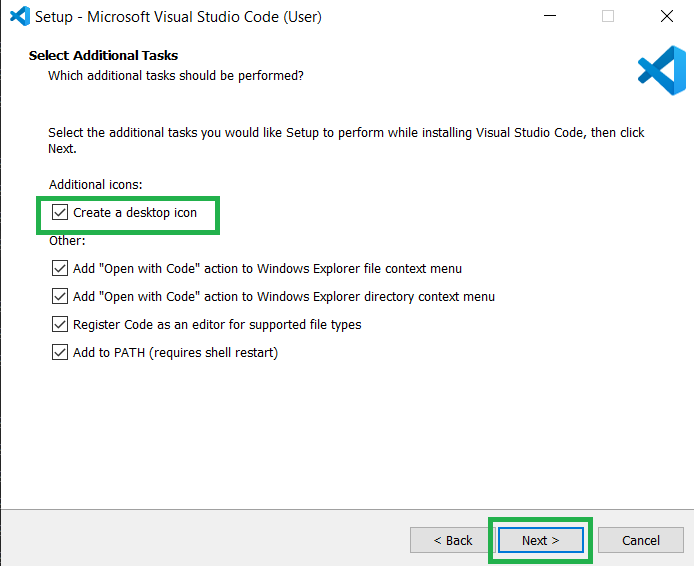 Setup - Microsoft Visual Studio Code (User)
Select Additional Tasks
Which additional tasks should be performed?
Select the additional tasks you would like Setup to perform while installing Visual Studio Code, then click
Next.
Additional icons:
Create a desktop icon
Other:
Add "Open with Code" action to Windows Explorer file context menu
Add "Open with Code" action to Windows Explorer directory context menu
Register Code as an editor for supported file types
Add to PATH (requires shell restart)
< Back Next > Cancel